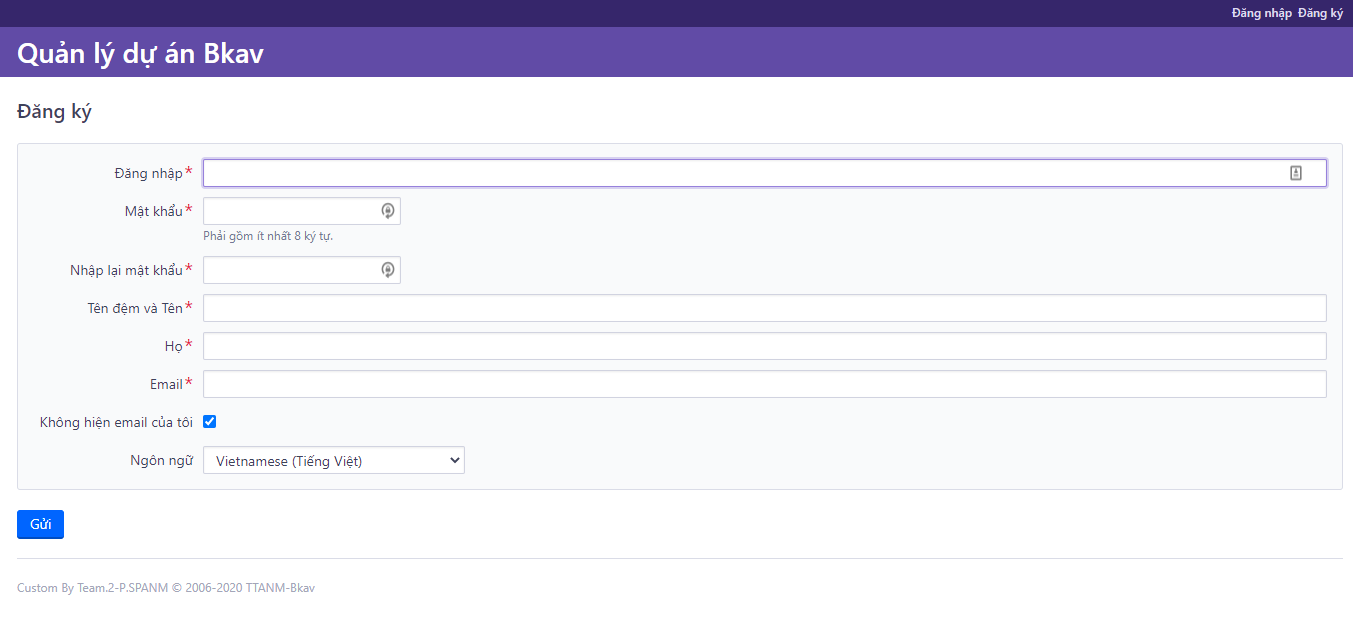 Đăng nhập Đăng ký
Quản lý dự án Bkav
Đăng ký
Đăng nhập*
Mật khẩu*
Phải gồm ít nhất 8 ký tự.
Nhập lại mật khẩu*
Tên đệm và Tên*
Họ*
Email*
Không hiện email của tôi
Ngôn ngữ Vietnamese (Tiếng Việt)
Gửi
Custom By Team.2-P.SPANM © 2006-2020 TTANM-Bkav